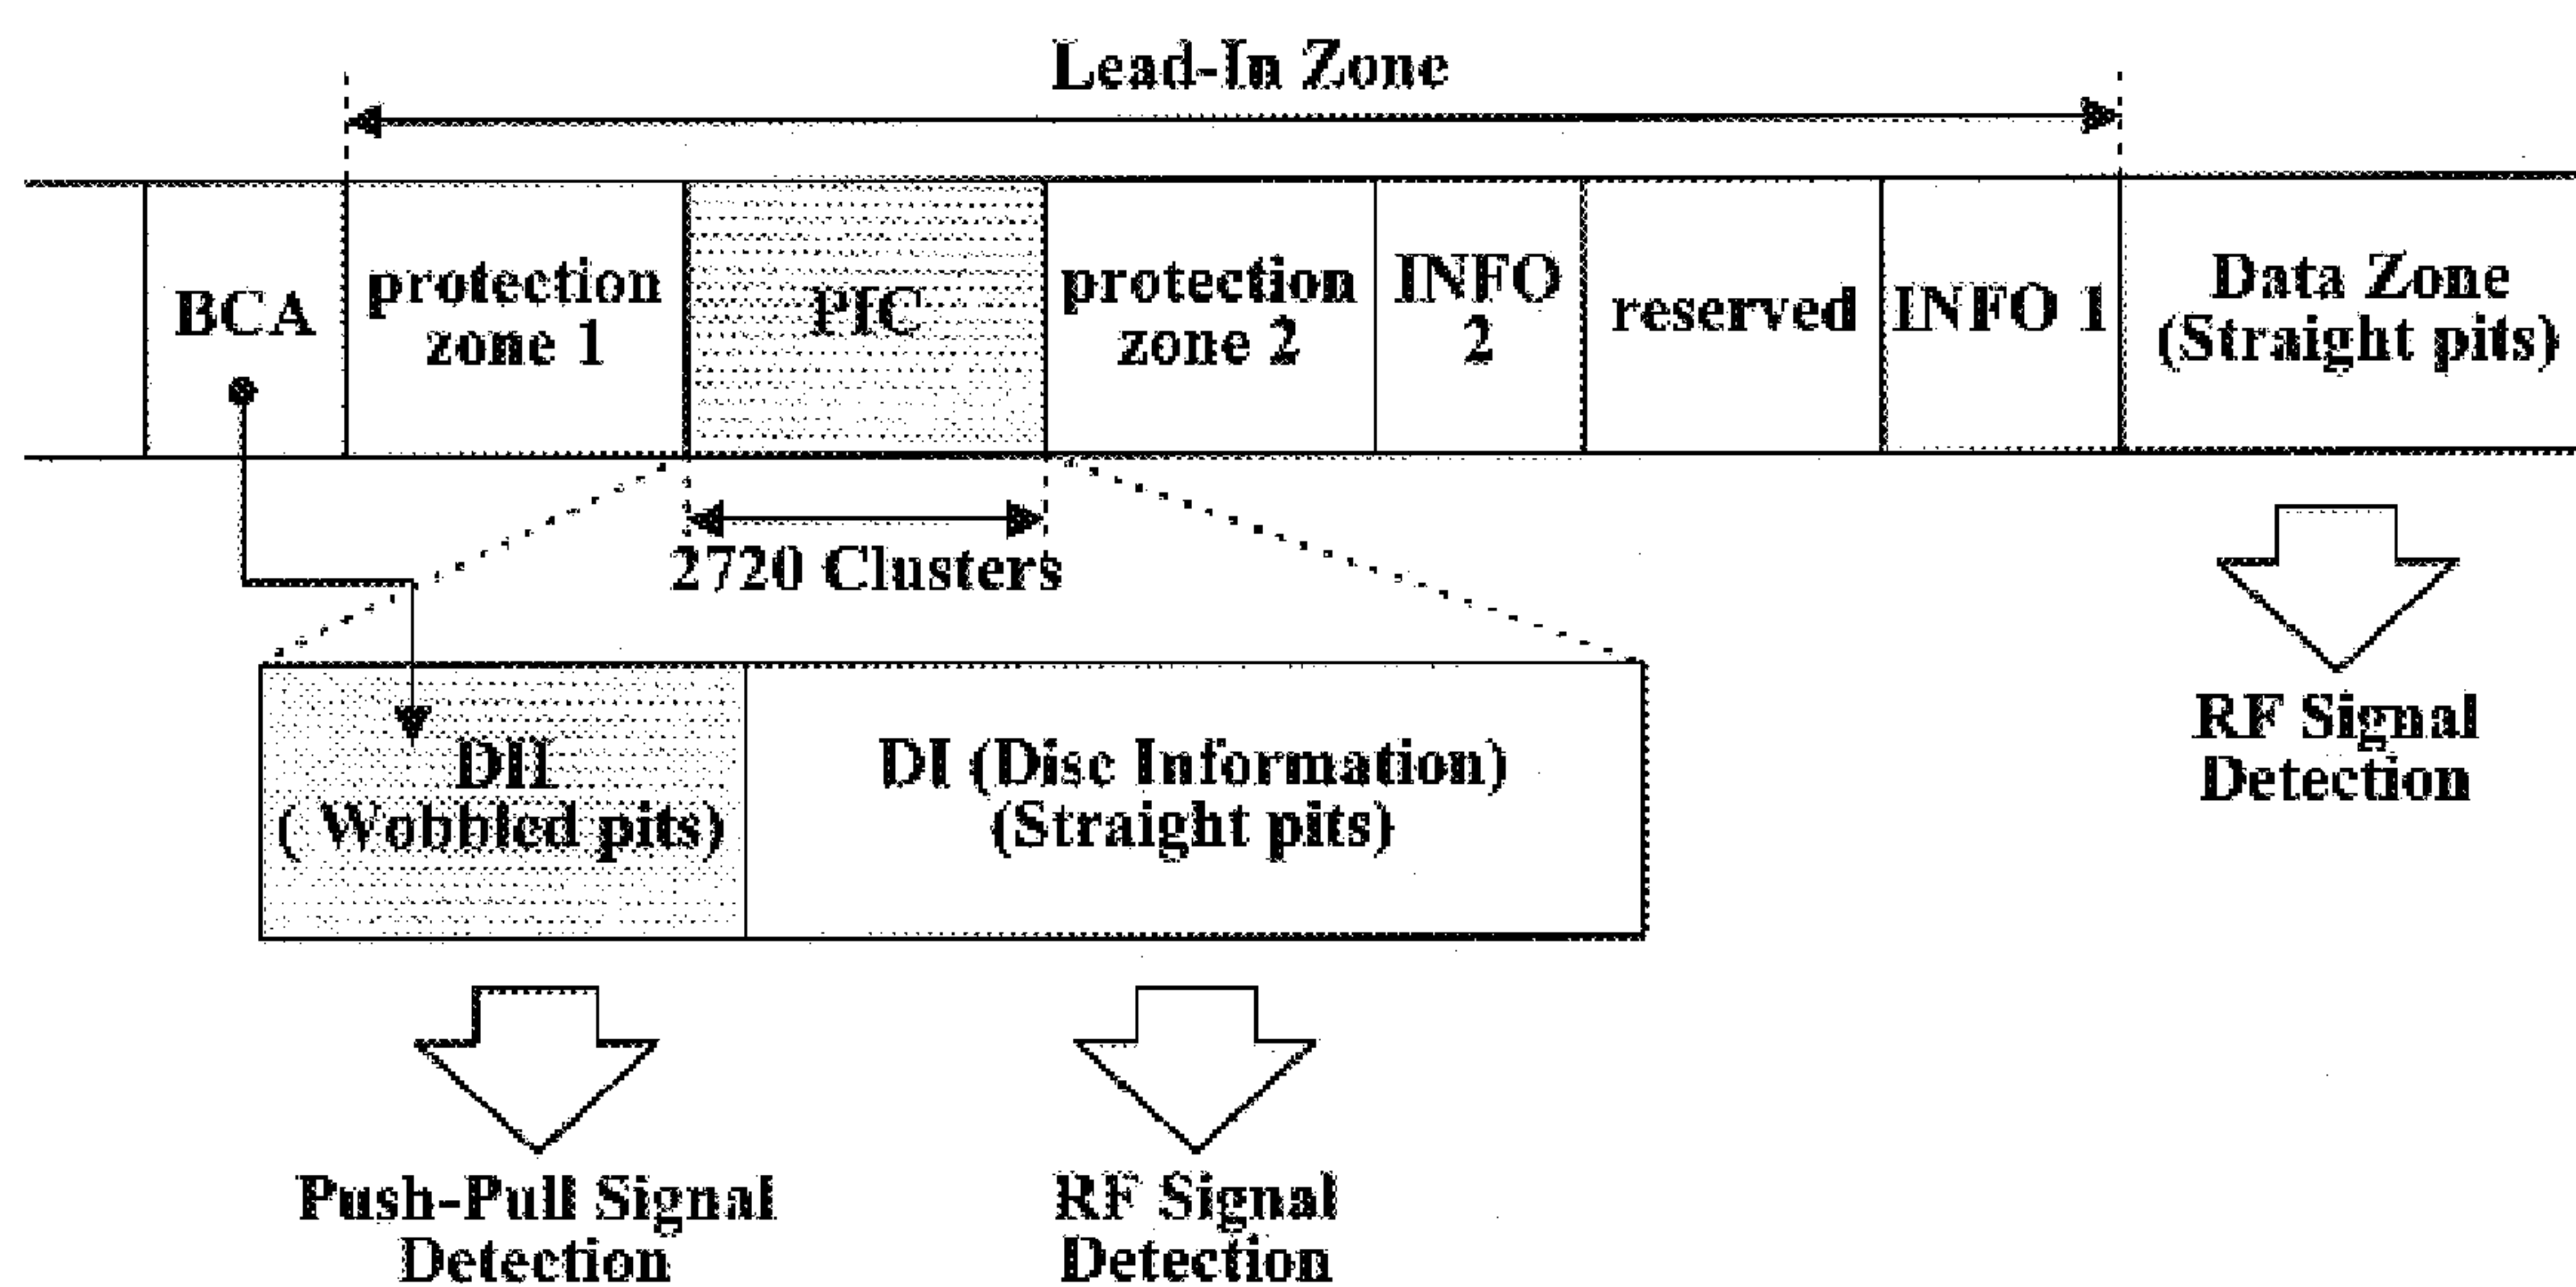 Lead-In Zone
BCA
protection
zone 1
PIC
protection
zone 2
INFO
2
reserved
INFO 1
Data Zone
(Straight pits)
2720 Clusters
RF Signal
Detection
( Wobbled pits)
DI (Disc Information)
(Straight pits)
Push-Pull Signal
Detection
RF Signal
Detection